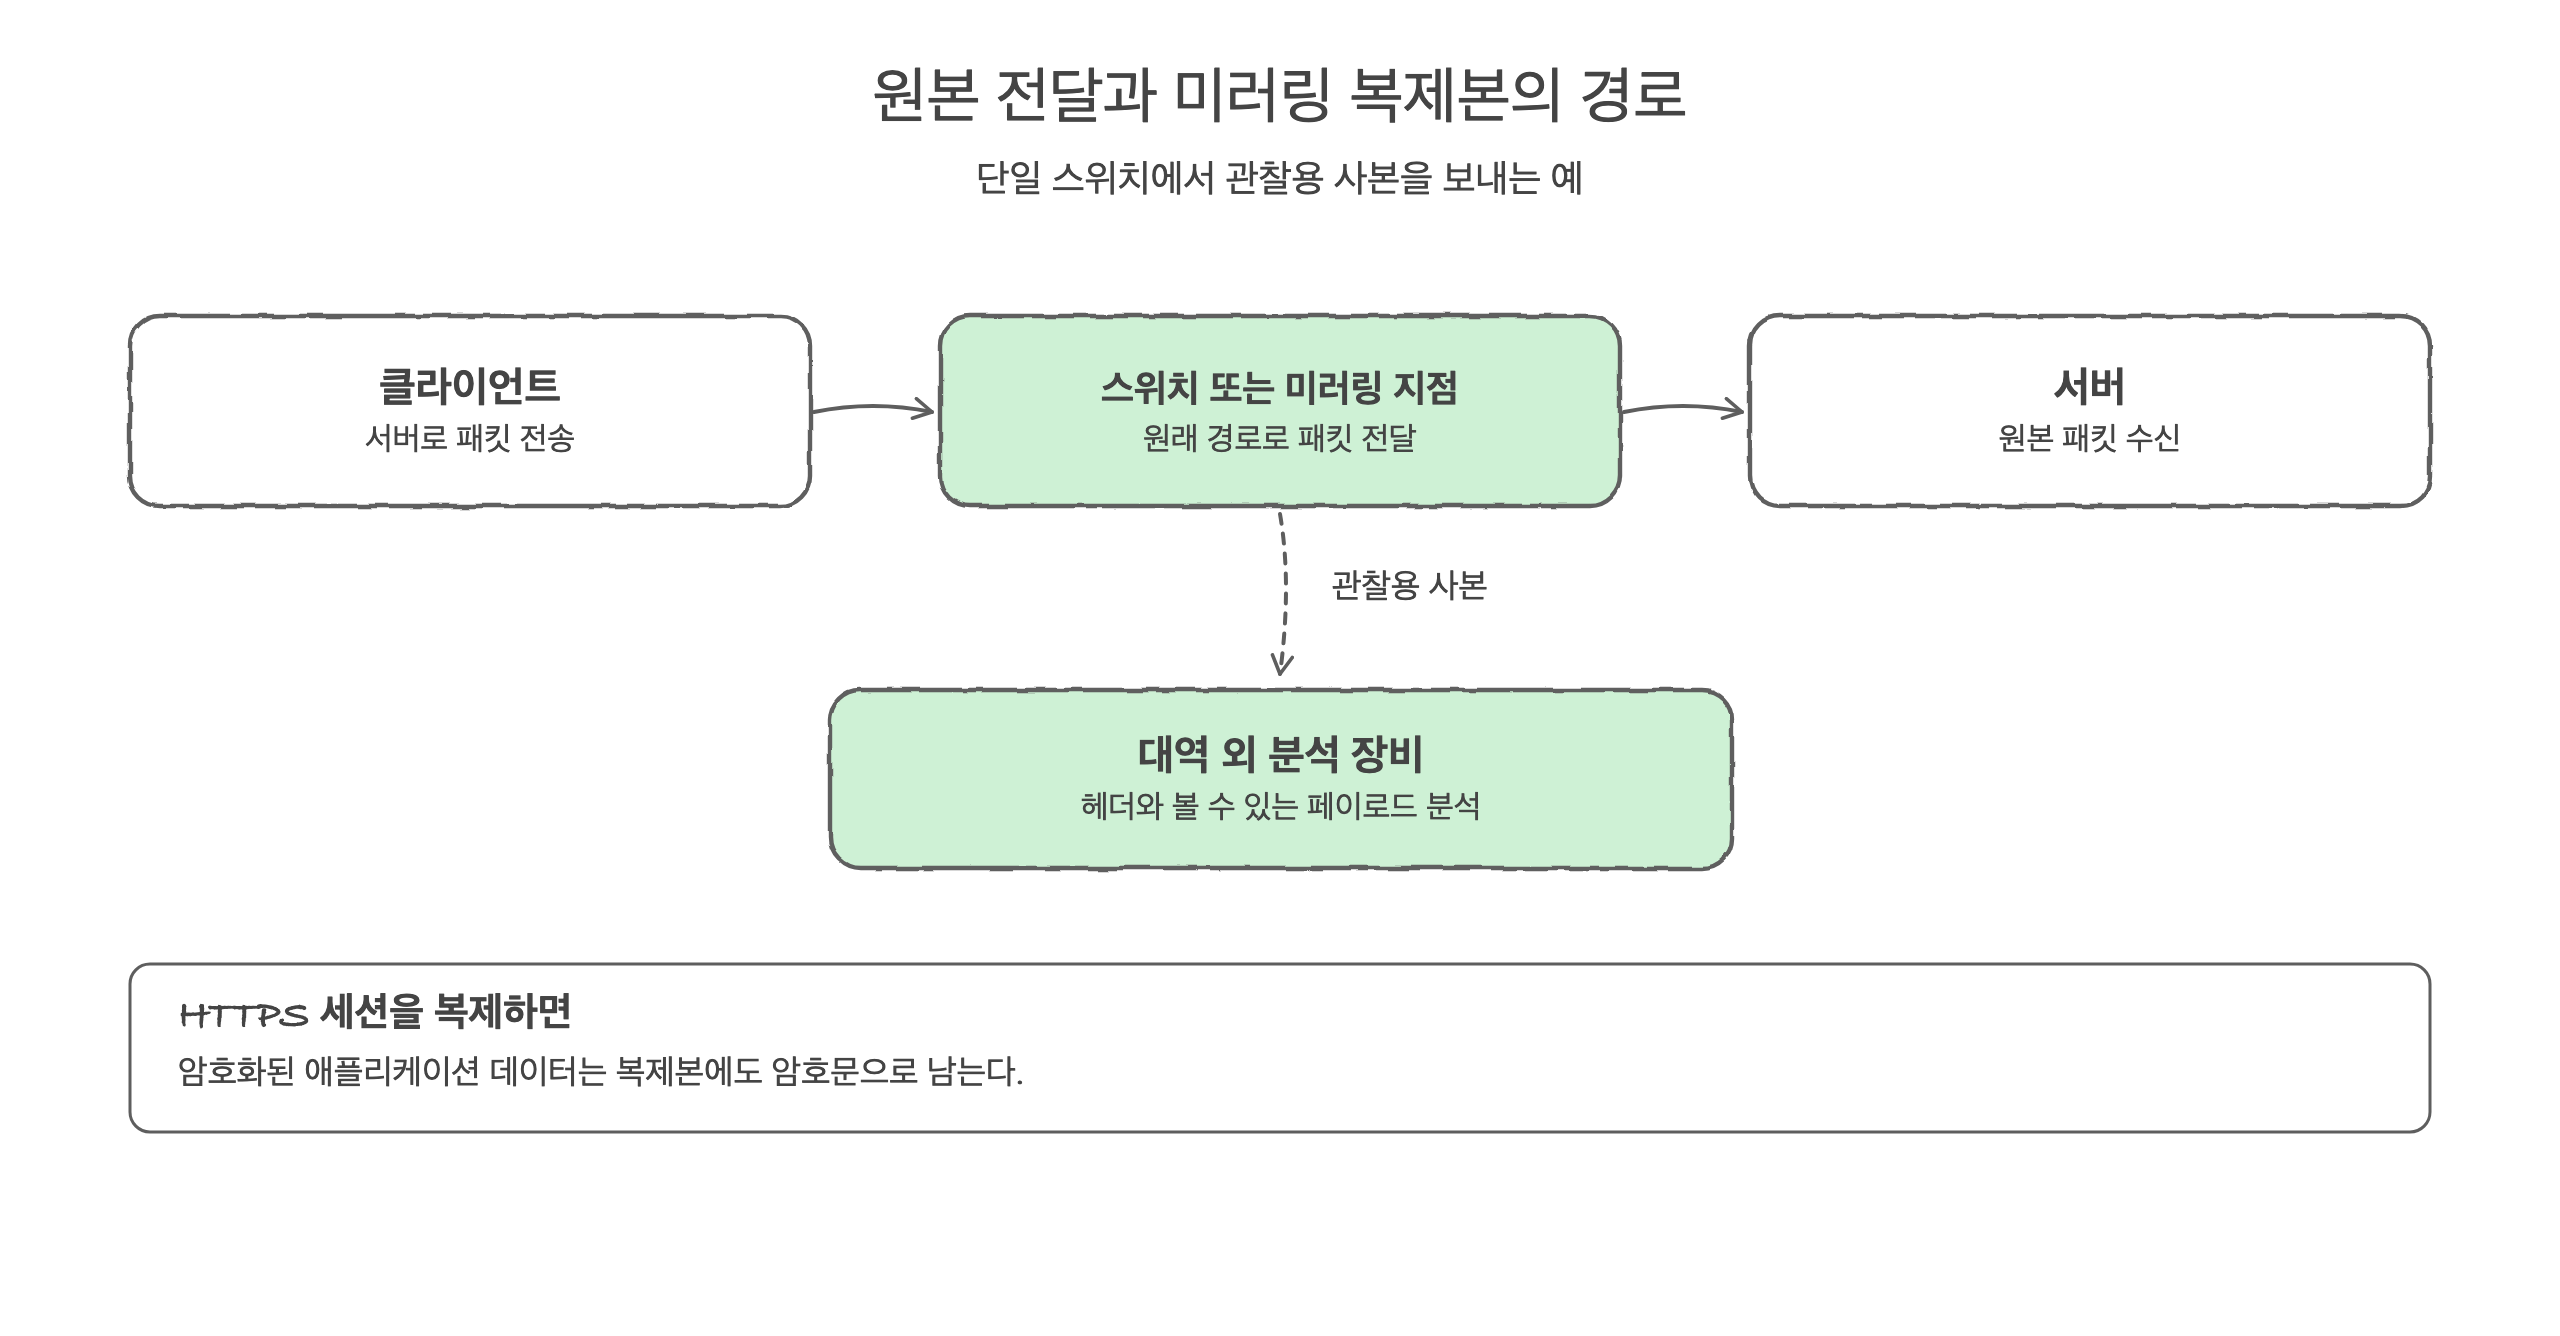 원본 전달과 미러링 복제본의 경로
단일 스위치에서 관찰용 사본을 보내는 예
클라이언트
서버로 패킷 전송
스위치 또는 미러링 지점
원래 경로로 패킷 전달
서버
원본 패킷 수신
관찰용 사본
대역 외 분석 장비
헤더와 볼 수 있는 페이로드 분석
HTTPS 세션을 복제하면
암호화된 애플리케이션 데이터는 복제본에도 암호문으로 남는다.